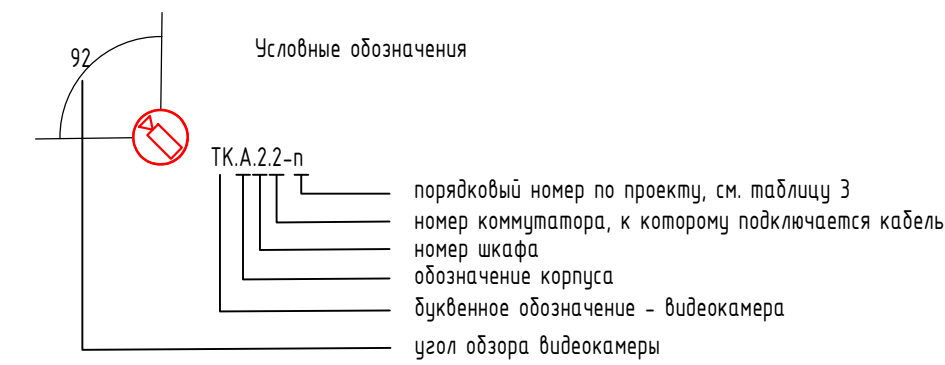 92
Условные обозначения
ТК.А.2.2-п
порядковый номер по проекту, см. таблицу 3
номер коммутатора, к которому подключается кабель
номер шкафа
обозначение корпуса
буквенное обозначение - видеокамера
угол обзора видеокамеры